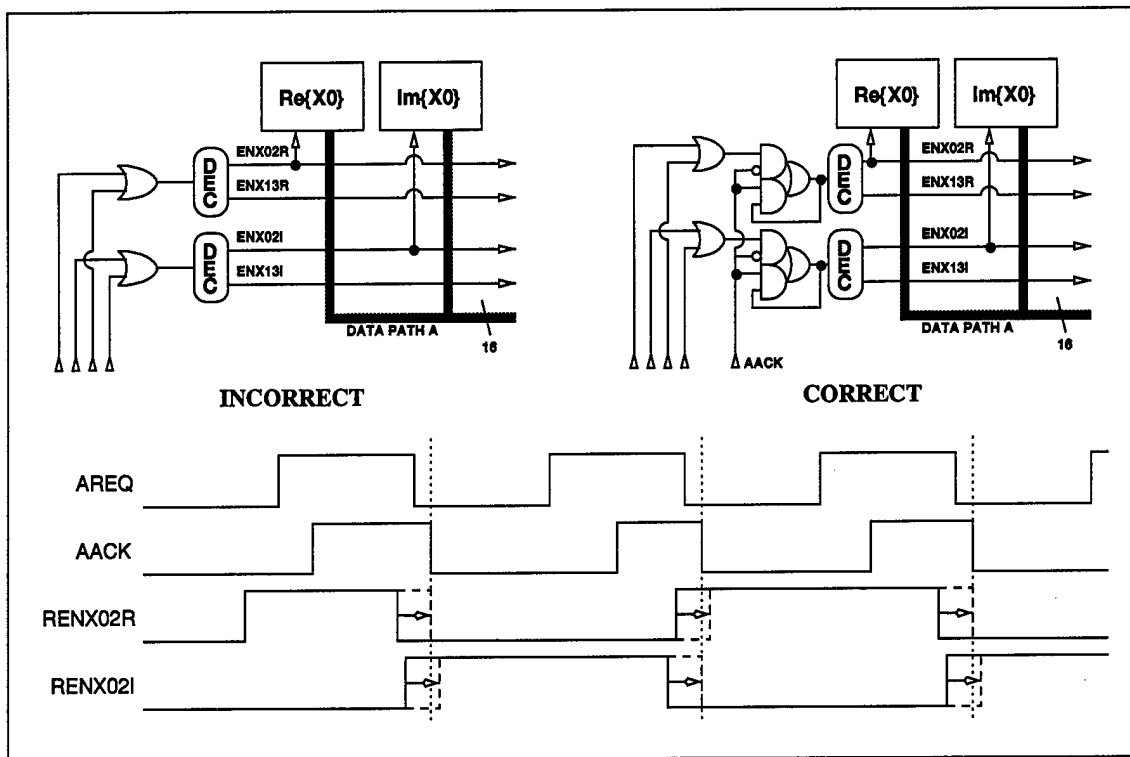 Re{X0}
Im{X0}
DEC
ENX02R
ENX13R
DEC
ENX02I
ENX13I
DATA PATH A
16
INCORRECT
Re{X0}
Im{X0}
DEC
ENX02R
ENX13R
DEC
ENX02I
ENX13I
DATA PATH A
16
AACK
CORRECT
AREQ
AACK
RENX02R
RENX02I